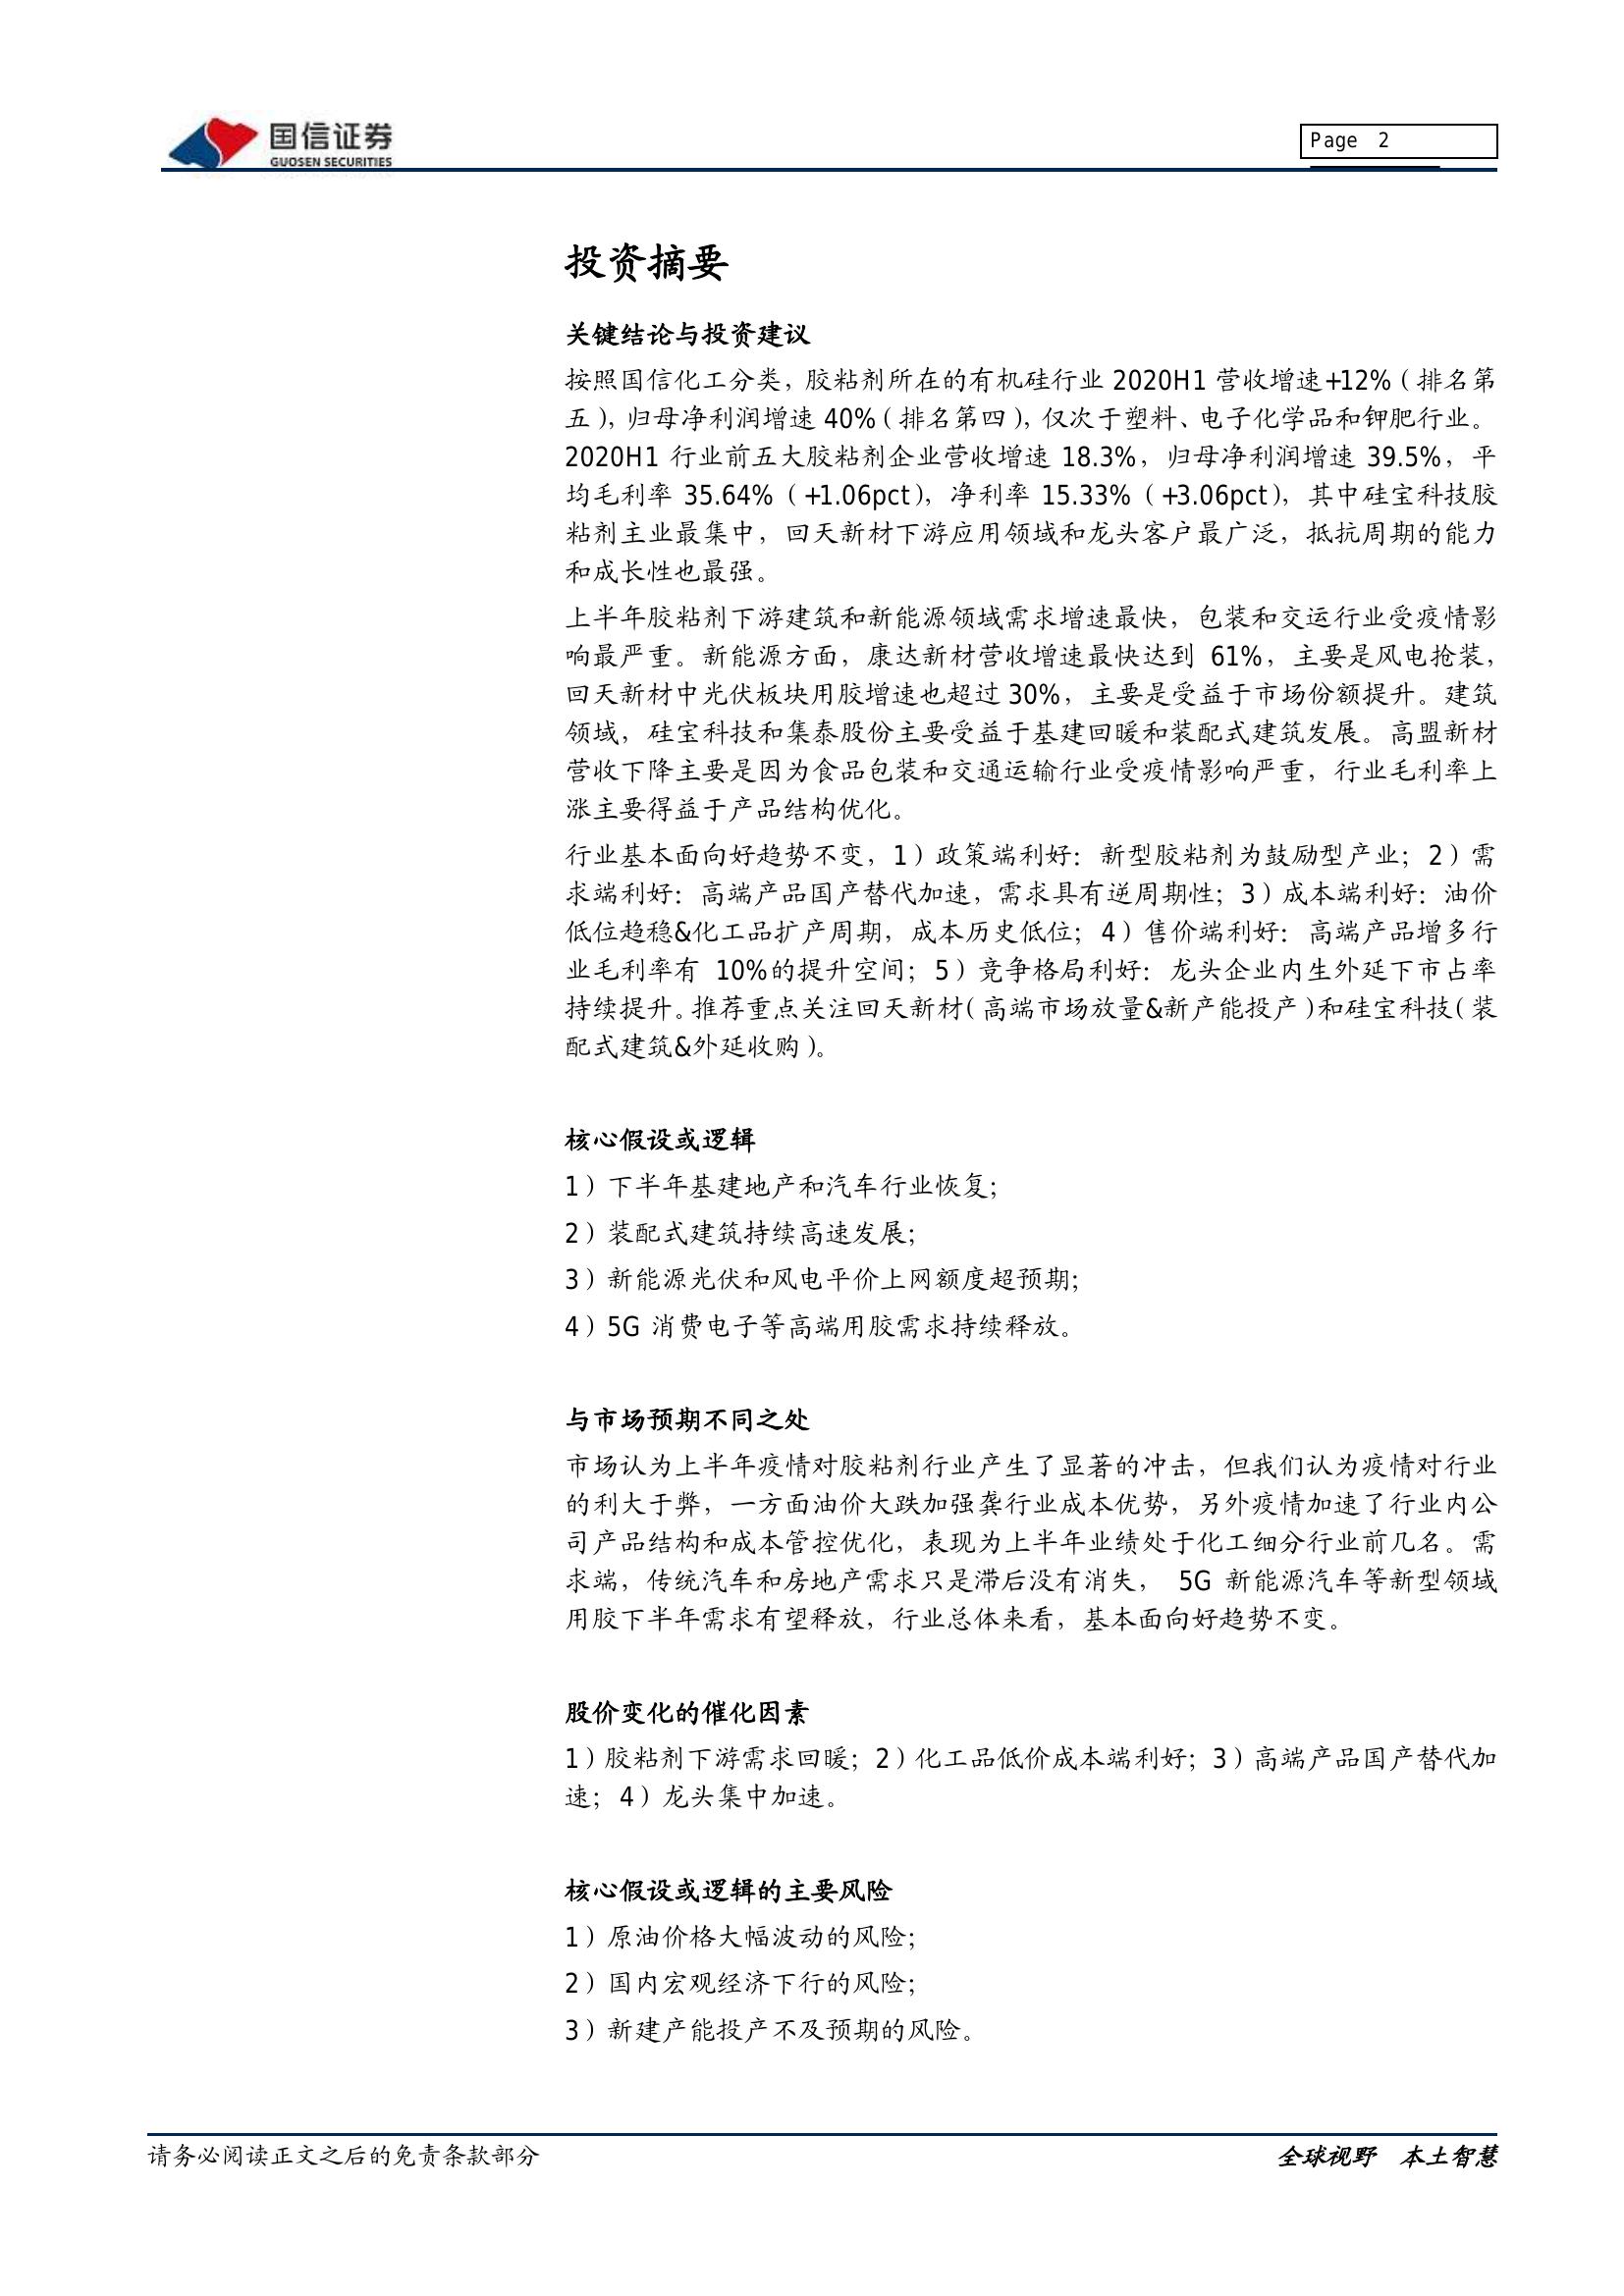 国信证券
GUOSEN SECURITIES
Page 2
投资摘要
关键结论与投资建议
按照国信化工分类，胶粘剂所在的有机硅行业 2020H1 营收增速+12%（排名第
五），归母净利润增速 40%（排名第四），仅次于塑料、电子化学品和钾肥行业。
2020H1 行业前五大胶粘剂企业营收增速 18.3%，归母净利润增速 39.5%，平
均毛利率 35.64%（+1.06pct），净利率 15.33%（+3.06pct），其中硅宝科技胶
粘剂主业最集中，回天新材下游应用领域和龙头客户最广泛，抵抗周期的能力
和成长性也最强。
上半年胶粘剂下游建筑和新能源领域需求增速最快，包装和交运行业受疫情影
响最严重。新能源方面，康达新材营收增速最快达到 61%，主要是风电抢装，
回天新材中光伏板块用胶增速也超过 30%，主要是受益于市场份额提升。建筑
领域，硅宝科技和集泰股份主要受益于基建回暖和装配式建筑发展。高盟新材
营收下降主要是因为食品包装和交通运输行业受疫情影响严重，行业毛利率上
涨主要得益于产品结构优化。
行业基本面向好趋势不变，1）政策端利好：新型胶粘剂为鼓励型产业；2）需
求端利好：高端产品国产替代加速，需求具有逆周期性；3）成本端利好：油价
低位趋稳&化工品扩产周期，成本历史低位；4）售价端利好：高端产品增多行
业毛利率有 10%的提升空间；5）竞争格局利好：龙头企业内生外延下市占率
持续提升。推荐重点关注回天新材（高端市场放量&新产能投产）和硅宝科技（装
配式建筑&外延收购）。
核心假设或逻辑
1）下半年基建地产和汽车行业恢复；
2）装配式建筑持续高速发展；
3）新能源光伏和风电平价上网额度超预期；
4）5G 消费电子等高端用胶需求持续释放。
与市场预期不同之处
市场认为上半年疫情对胶粘剂行业产生了显著的冲击，但我们认为疫情对行业
的利大于弊，一方面油价大跌加强龚行业成本优势，另外疫情加速了行业内公
司产品结构和成本管控优化，表现为上半年业绩处于化工细分行业前几名。需
求端，传统汽车和房地产需求只是滞后没有消失， 5G 新能源汽车等新型领域
用胶下半年需求有望释放，行业总体来看，基本面向好趋势不变。
股价变化的催化因素
1）胶粘剂下游需求回暖；2）化工品低价成本端利好；3）高端产品国产替代加
速；4）龙头集中加速。
核心假设或逻辑的主要风险
1）原油价格大幅波动的风险；
2）国内宏观经济下行的风险；
3）新建产能投产不及预期的风险。
请务必阅读正文之后的免责条款部分
全球视野 本土智慧